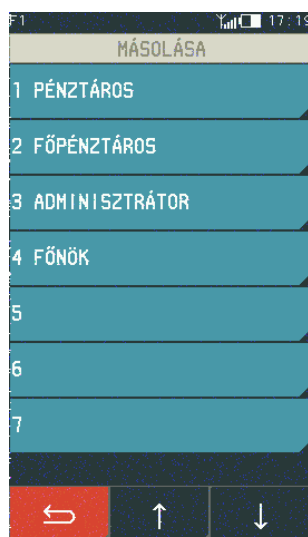 F1 17:19
MÁSOLÁSA
1 PÉNZTÁROS
2 FŐPÉNZTÁROS
3 ADMINISZTRÁTOR
4 FŐNÖK
5
6
7